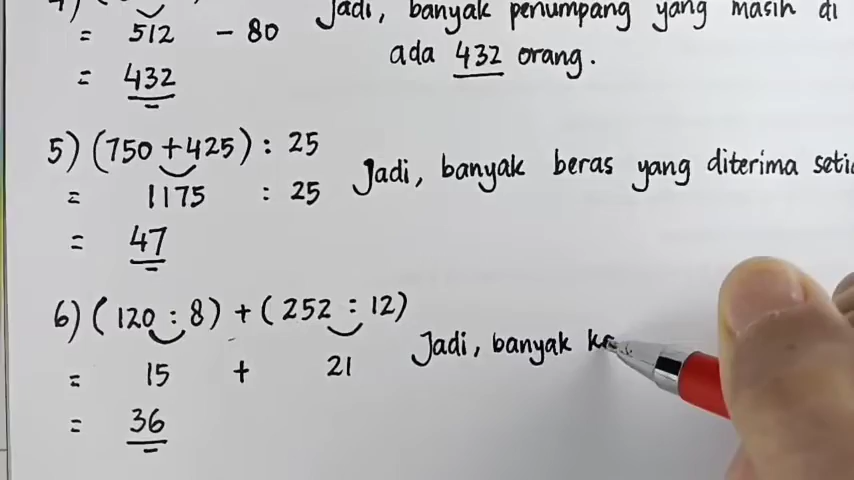 = 512 - 80
= 432
Jadi, banyak penumpang yang masih di
ada 432 orang.
5) (750 + 425) : 25
= 1175 : 25
= 47
Jadi, banyak beras yang diterima
6) (120 : 8) + (252 : 12)
= 15 + 21
= 36
Jadi, banyak